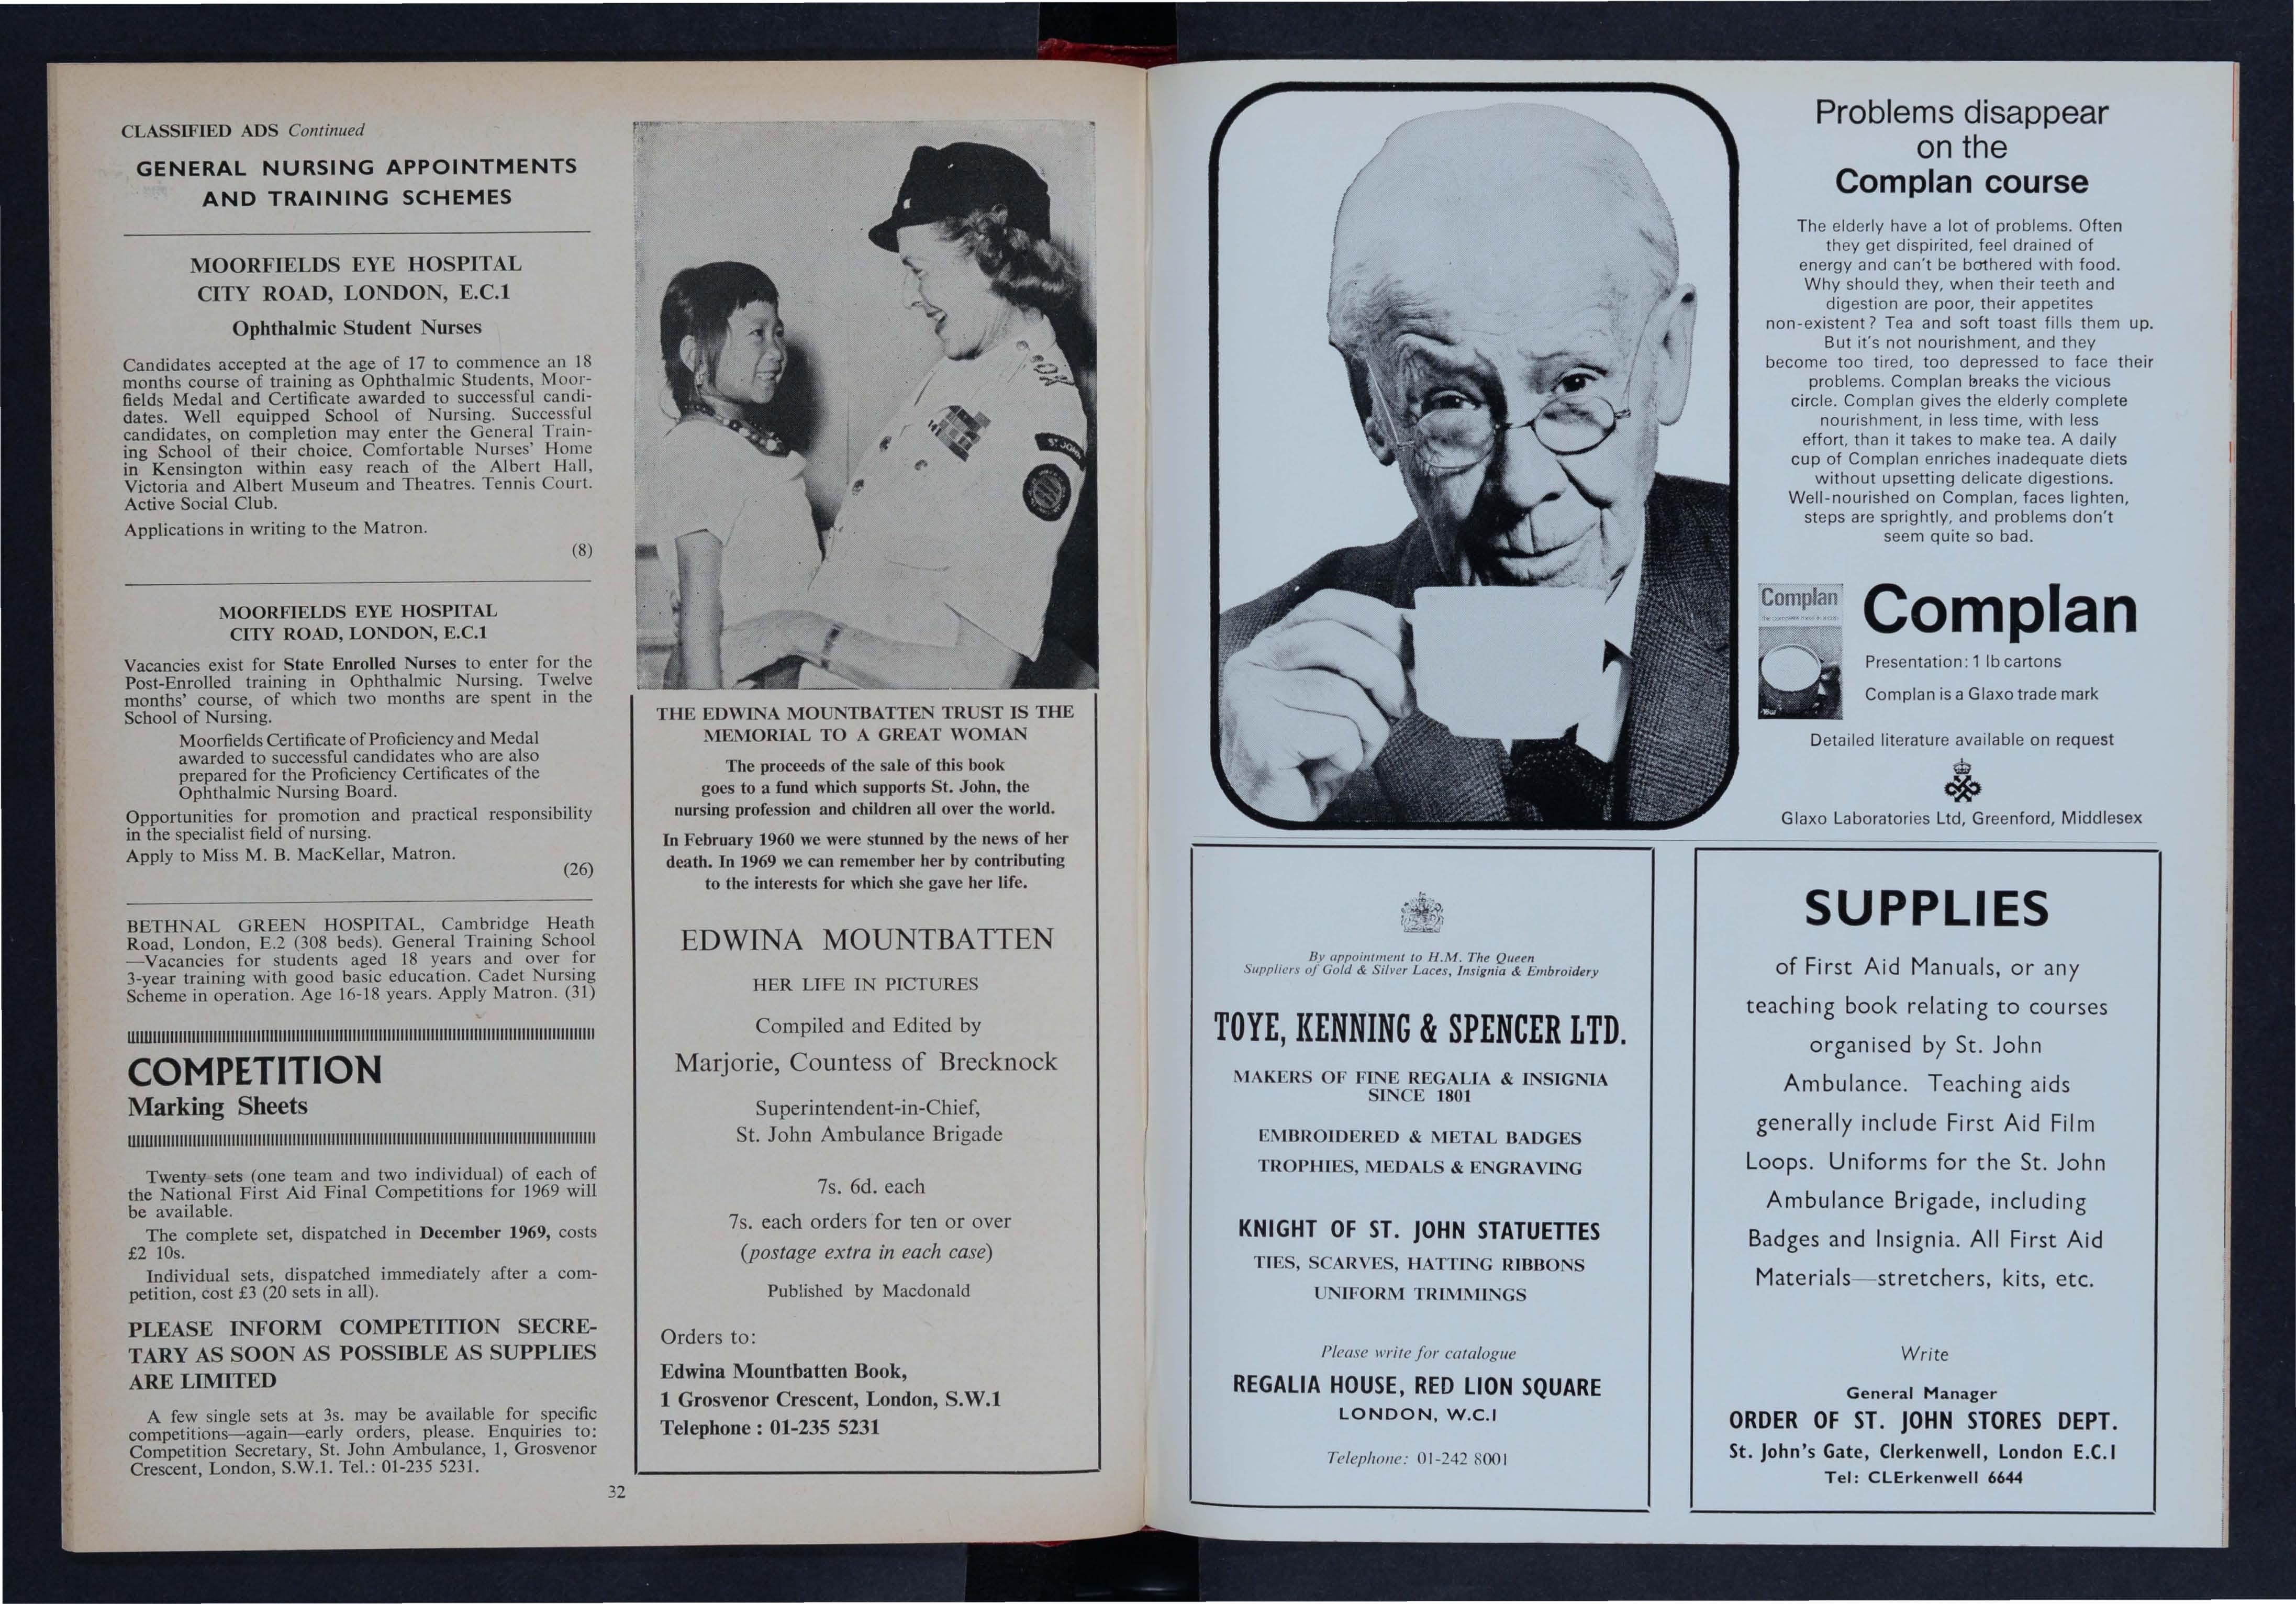 CLASSIFIED ADS Continued
GENERAL NURSING APPOINTMENTS
AND TRAINING SCHEMES
MOORFIELDS EYE HOSPITAL
CITY ROAD, LONDON, E.C.1
Ophthalmic Student Nurses
Candidates accepted at the age of 17 to commence an 18
months course of training as Ophthalmic Students, Moor-
fields Medal and Certificate awarded to successful candi-
dates. Well equipped School of Nursing. Successful
candidates, on completion may enter the General Train-
ing School of their choice. Comfortable Nurses' Home
in Kensington within easy reach of the Albert Hall,
Victoria and Albert Museum and Theatres. Tennis Court.
Active Social Club.
Applications in writing to the Matron.
(8)
MOORFIELDS EYE HOSPITAL
CITY ROAD, LONDON, E.C.1
Vacancies exist for State Enrolled Nurses to enter for the
Post-Enrolled training in Ophthalmic Nursing. Twelve
months' course, of which two months are spent in the
School of Nursing.
Moorfields Certificate of Proficiency and Medal
awarded to successful candidates who are also
prepared for the Proficiency Certificates of the
Ophthalmic Nursing Board.
Opportunities for promotion and practical responsibility
in the specialist field of nursing.
Apply to Miss M. B. MacKellar, Matron.
(26)
BETHNAL GREEN HOSPITAL, Cambridge Heath
Road, London, E.2 (308 beds). General Training School
—Vacancies for students aged 18 years and over for
3-year training with good basic education. Cadet Nursing
Scheme in operation. Age 16-18 years. Apply Matron. (31)
COMPETITION
Marking Sheets
Twenty sets (one team and two individual) of each of
the National First Aid Final Competitions for 1969 will
be available.
The complete set, dispatched in December 1969, costs
£2 10s.
Individual sets, dispatched immediately after a com-
petition, cost £3 (20 sets in all).
PLEASE INFORM COMPETITION SECRE-
TARY AS SOON AS POSSIBLE AS SUPPLIES
ARE LIMITED
A few single sets at 3s. may be available for specific
competitions—again—early orders, please. Enquiries to:
Competition Secretary, St. John Ambulance, 1, Grosvenor
Crescent, London, S.W.1. Tel.: 01-235 5231.
32
ST JOHN
THE EDWINA MOUNTBATTEN TRUST IS THE
MEMORIAL TO A GREAT WOMAN
The proceeds of the sale of this book
goes to a fund which supports St. John, the
nursing profession and children all over the world.
In February 1960 we were stunned by the news of her
death. In 1969 we can remember her by contributing
to the interests for which she gave her life.
EDWINA MOUNTBATTEN
HER LIFE IN PICTURES
Compiled and Edited by
Marjorie, Countess of Brecknock
Superintendent-in-Chief,
St. John Ambulance Brigade
7s. 6d. each
7s. each orders for ten or over
(postage extra in each case)
Published by Macdonald
Orders to:
Edwina Mountbatten Book,
1 Grosvenor Crescent, London, S.W.1
Telephone : 01-235 5231
Problems disappear
on the
Complan course
The elderly have a lot of problems. Often
they get dispirited, feel drained of
energy and can't be bothered with food.
Why should they, when their teeth and
digestion are poor, their appetites
non-existent? Tea and soft toast fills them up.
But it's not nourishment, and they
become too tired, too depressed to face their
problems. Complan breaks the vicious
circle. Complan gives the elderly complete
nourishment, in less time, with less
effort, than it takes to make tea. A daily
cup of Complan enriches inadequate diets
without upsetting delicate digestions.
Well-nourished on Complan, faces lighten,
steps are sprightly, and problems don't
seem quite so bad.
Complan
Complan
Presentation: 1 lb cartons
Complan is a Glaxo trade mark
Detailed literature available on request
Glaxo Laboratories Ltd, Greenford, Middlesex
By appointment to H.M. The Queen
Suppliers of Gold & Silver Laces, Insignia & Embroidery
TOYE, KENNING & SPENCER LTD.
MAKERS OF FINE REGALIA & INSIGNIA
SINCE 1801
EMBROIDERED & METAL BADGES
TROPHIES, MEDALS & ENGRAVING
KNIGHT OF ST. JOHN STATUETTES
TIES, SCARVES, HATTING RIBBONS
UNIFORM TRIMMINGS
Please write for catalogue
REGALIA HOUSE, RED LION SQUARE
LONDON, W.C.I
Telephone: 01-242 8001
SUPPLIES
of First Aid Manuals, or any
teaching book relating to courses
organised by St. John
Ambulance. Teaching aids
generally include First Aid Film
Loops. Uniforms for the St. John
Ambulance Brigade, including
Badges and Insignia. All First Aid
Materials—stretchers, kits, etc.
Write
General Manager
ORDER OF ST. JOHN STORES DEPT.
St. John's Gate, Clerkenwell, London E.C.I
Tel: CLErkenwell 6644